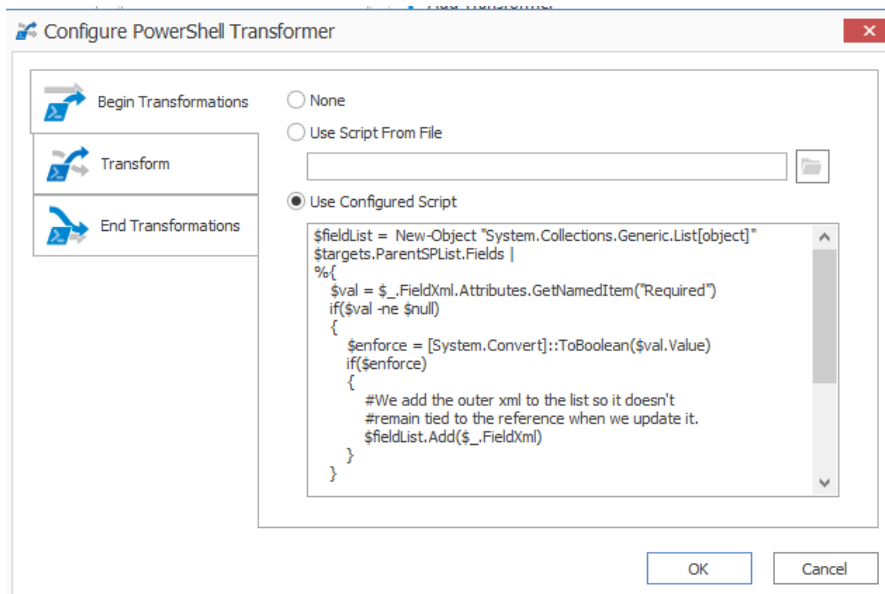 Add Transformer
Configure PowerShell Transformer
Begin Transformations
Transform
End Transformations
None
Use Script From File
Use Configured Script
$fieldList = New-Object "System.Collections.Generic.List[object]"
$targets.ParentSPList.Fields |
%{
$val = $_.FieldXml.Attributes.GetNamedItem("Required")
if($val -ne $null)
{
$enforce = [System.Convert]::ToBoolean($val.Value)
if($enforce)
{
#We add the outer xml to the list so it doesn't
#remain tied to the reference when we update it.
$fieldList.Add($_.FieldXml)
}
}
OK
Cancel